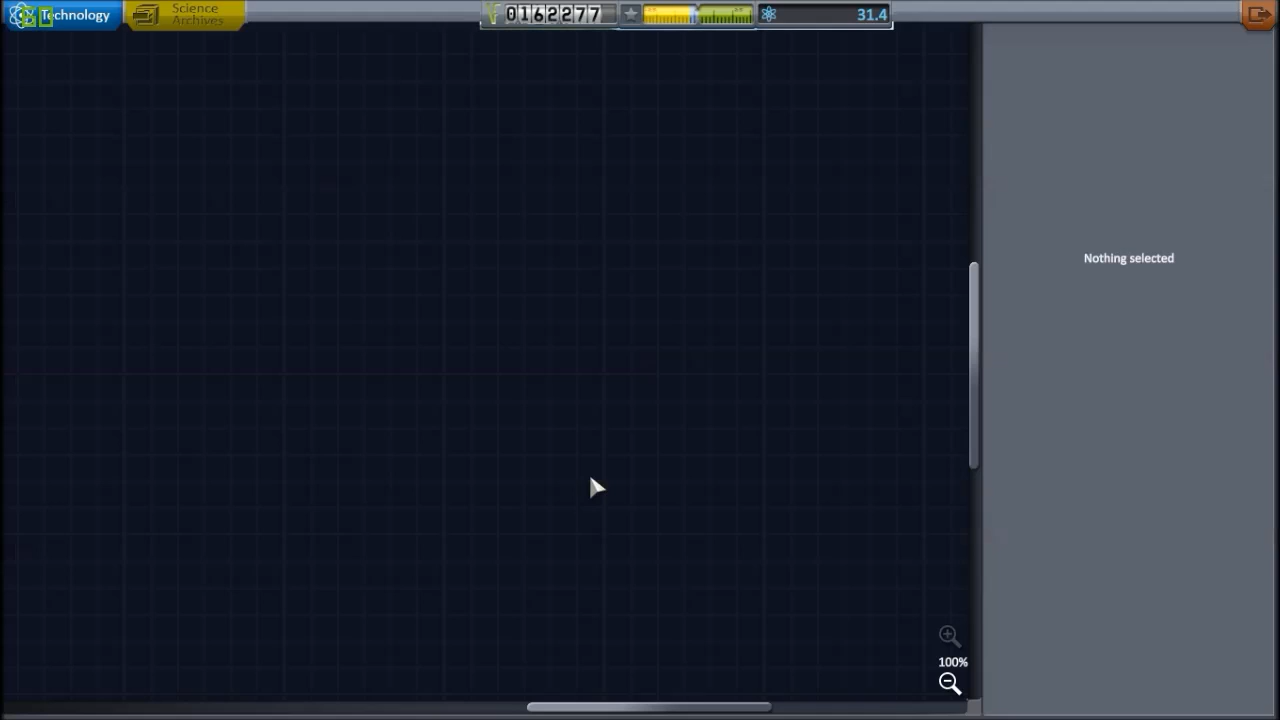 Technology
Science
Archives
0162277
31.4
Nothing selected
100%